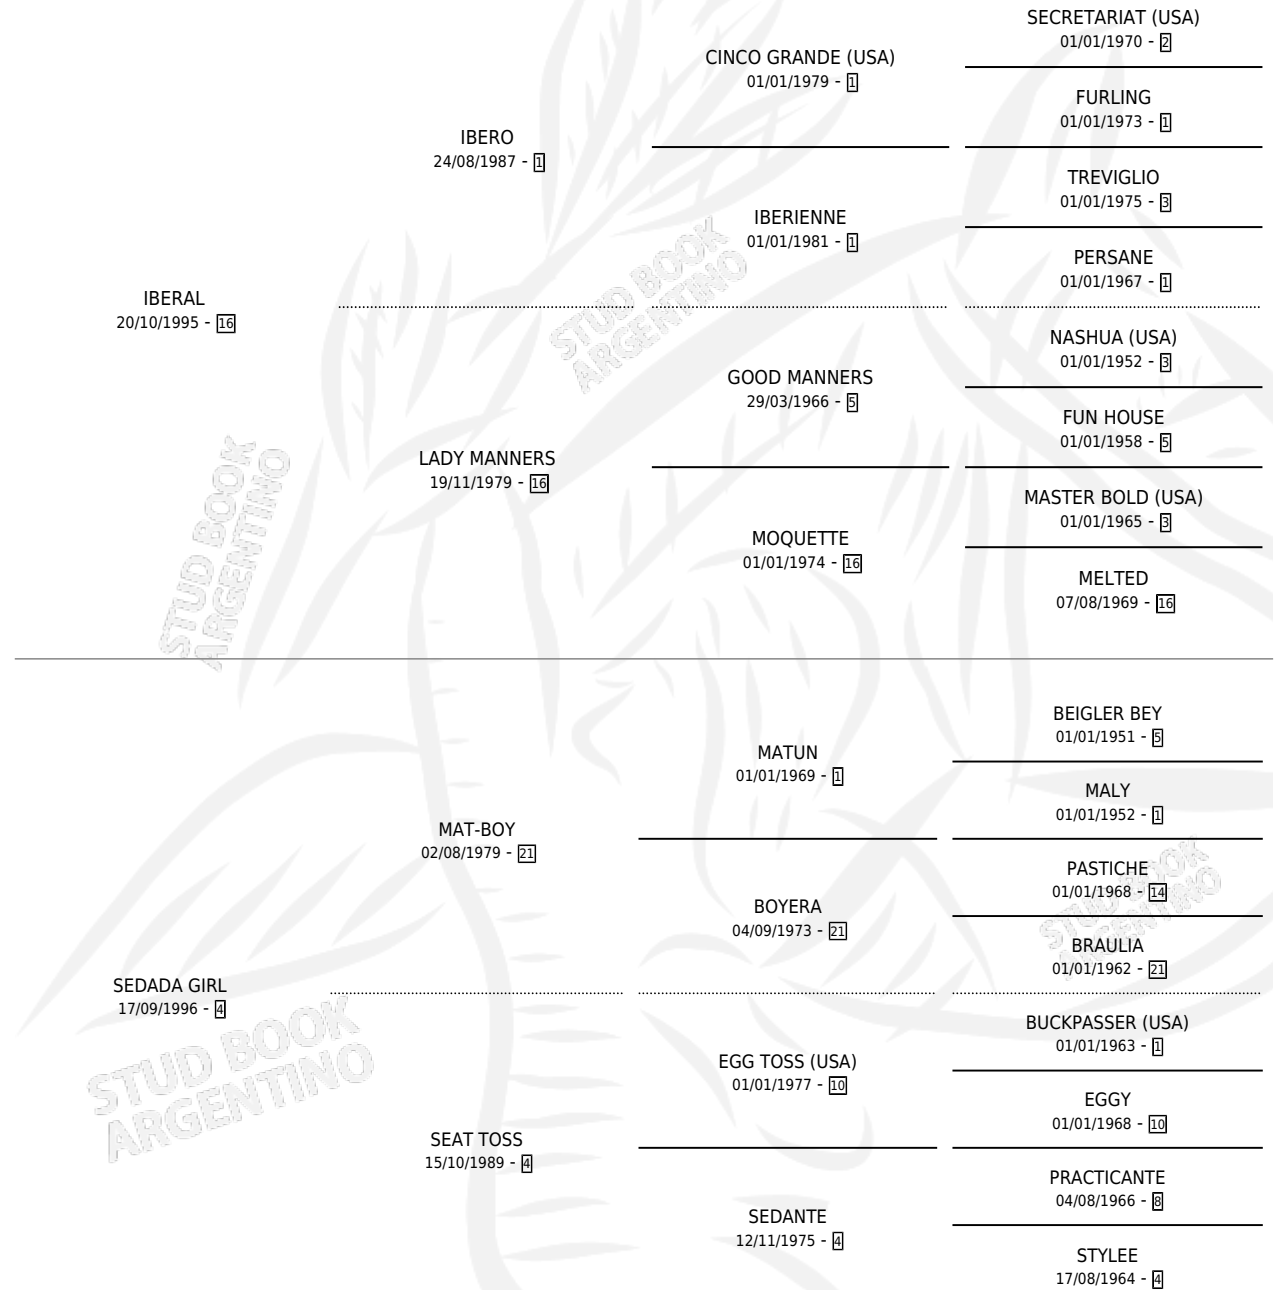 SECRETARIAT (USA)
01/01/1970 - 2
CINCO GRANDE (USA)
01/01/1979 - 1
FURLING
01/01/1973 - 1
IBERO
24/08/1987 - 1
TREVIGLIO
01/01/1975 - 3
IBERIENNE
01/01/1981 - 1
PERSANE
01/01/1967 - 1
IBERAL
20/10/1995 - 16
NASHUA (USA)
01/01/1952 - 3
GOOD MANNERS
29/03/1966 - 5
FUN HOUSE
01/01/1958 - 5
LADY MANNERS
19/11/1979 - 16
MASTER BOLD (USA)
01/01/1965 - 3
MOQUETTE
01/01/1974 - 16
MELTED
07/08/1969 - 16
BEIGLER BEY
01/01/1951 - 5
MATUN
01/01/1969 - 1
MALY
01/01/1952 - 1
MAT-BOY
02/08/1979 - 21
PASTICHE
01/01/1968 - 14
BOYERA
04/09/1973 - 21
BRAULIA
01/01/1962 - 21
SEDADA GIRL
17/09/1996 - 4
BUCKPASSER (USA)
01/01/1963 - 1
EGG TOSS (USA)
01/01/1977 - 10
EGGY
01/01/1968 - 10
SEAT TOSS
15/10/1989 - 4
PRACTICANTE
04/08/1966 - 8
SEDANTE
12/11/1975 - 4
STYLEE
17/08/1964 - 4
STUD BOOK
ARGENTINO
STUD BOOK
ARGENTINO
STUD BOOK
ARGENTINO
STUD BOOK
ARGENTINO